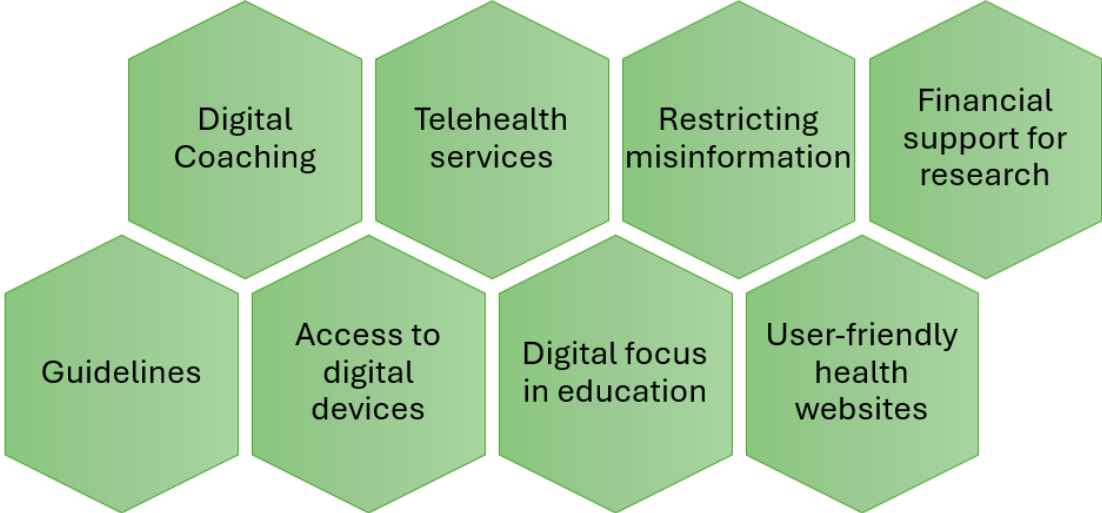 Digital
Coaching
Telehealth
services
Restricting
misinformation
Financial
support for
research
Guidelines
Access to
digital
devices
Digital focus
in education
User-friendly
health
websites